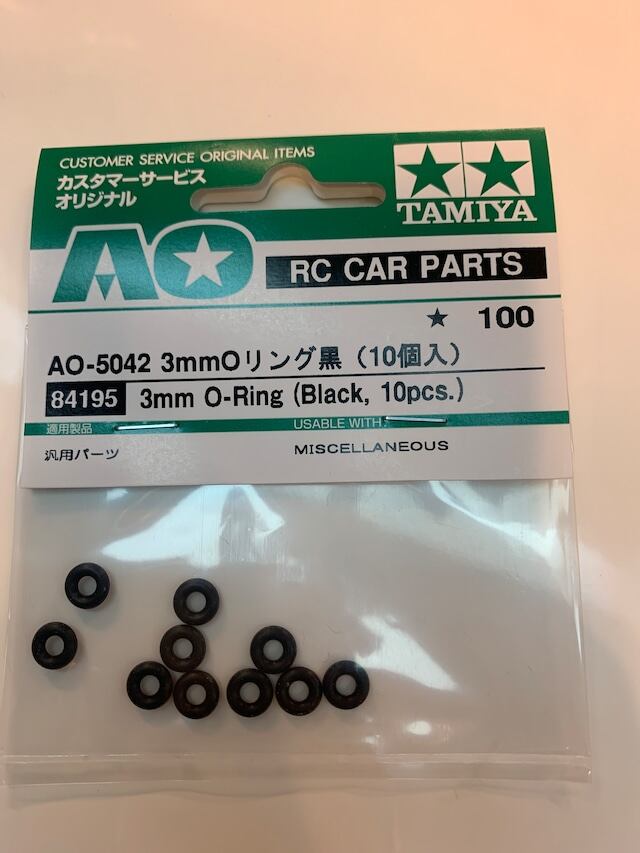 CUSTOMER SERVICE ORIGINAL ITEMS
カスタマーサービス
オリジナル
TAMIYA
AO
RC CAR PARTS
★ 100
AO-5042 3mmOリング黒（10個入）
84195 3mm O-Ring (Black, 10pcs.)
適用製品 USABLE WITH:
汎用パーツ MISCELLANEOUS